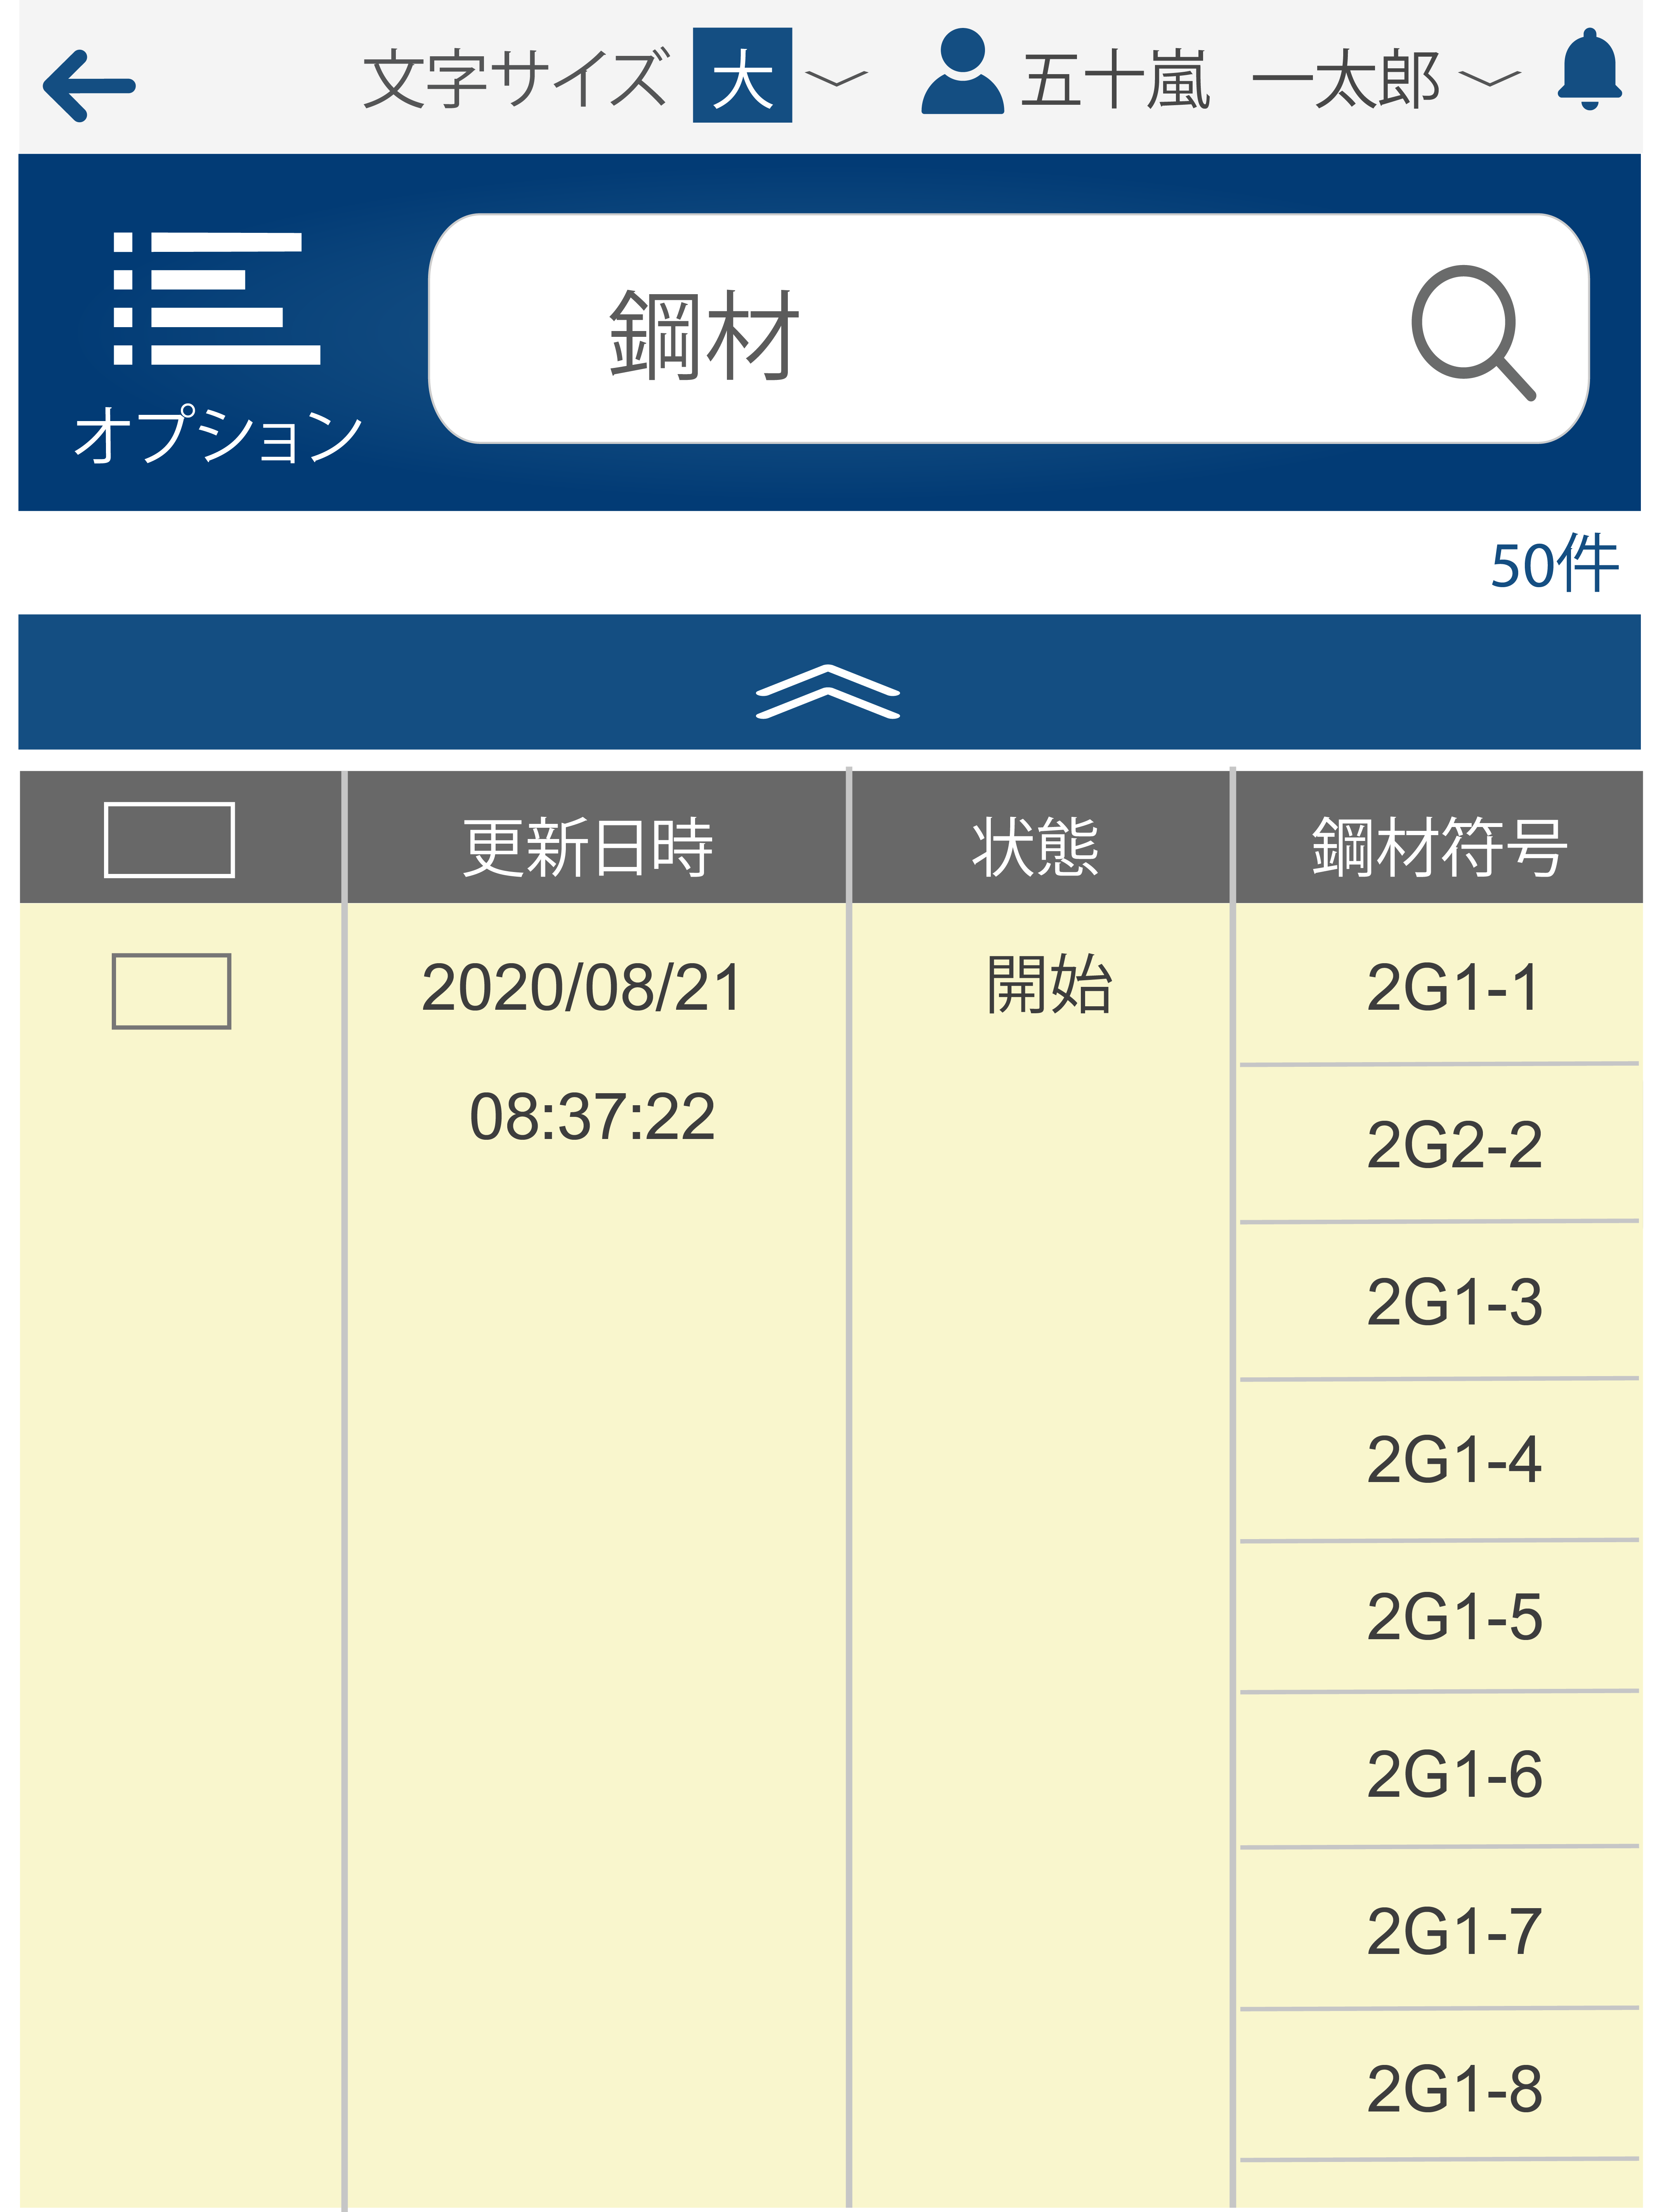 文字サイズ 大 五十嵐 一太郎
オプション
鋼材
50件
更新日時 状態 鋼材符号
2020/08/21 開始 2G1-1
08:37:22
2G2-2
2G1-3
2G1-4
2G1-5
2G1-6
2G1-7
2G1-8